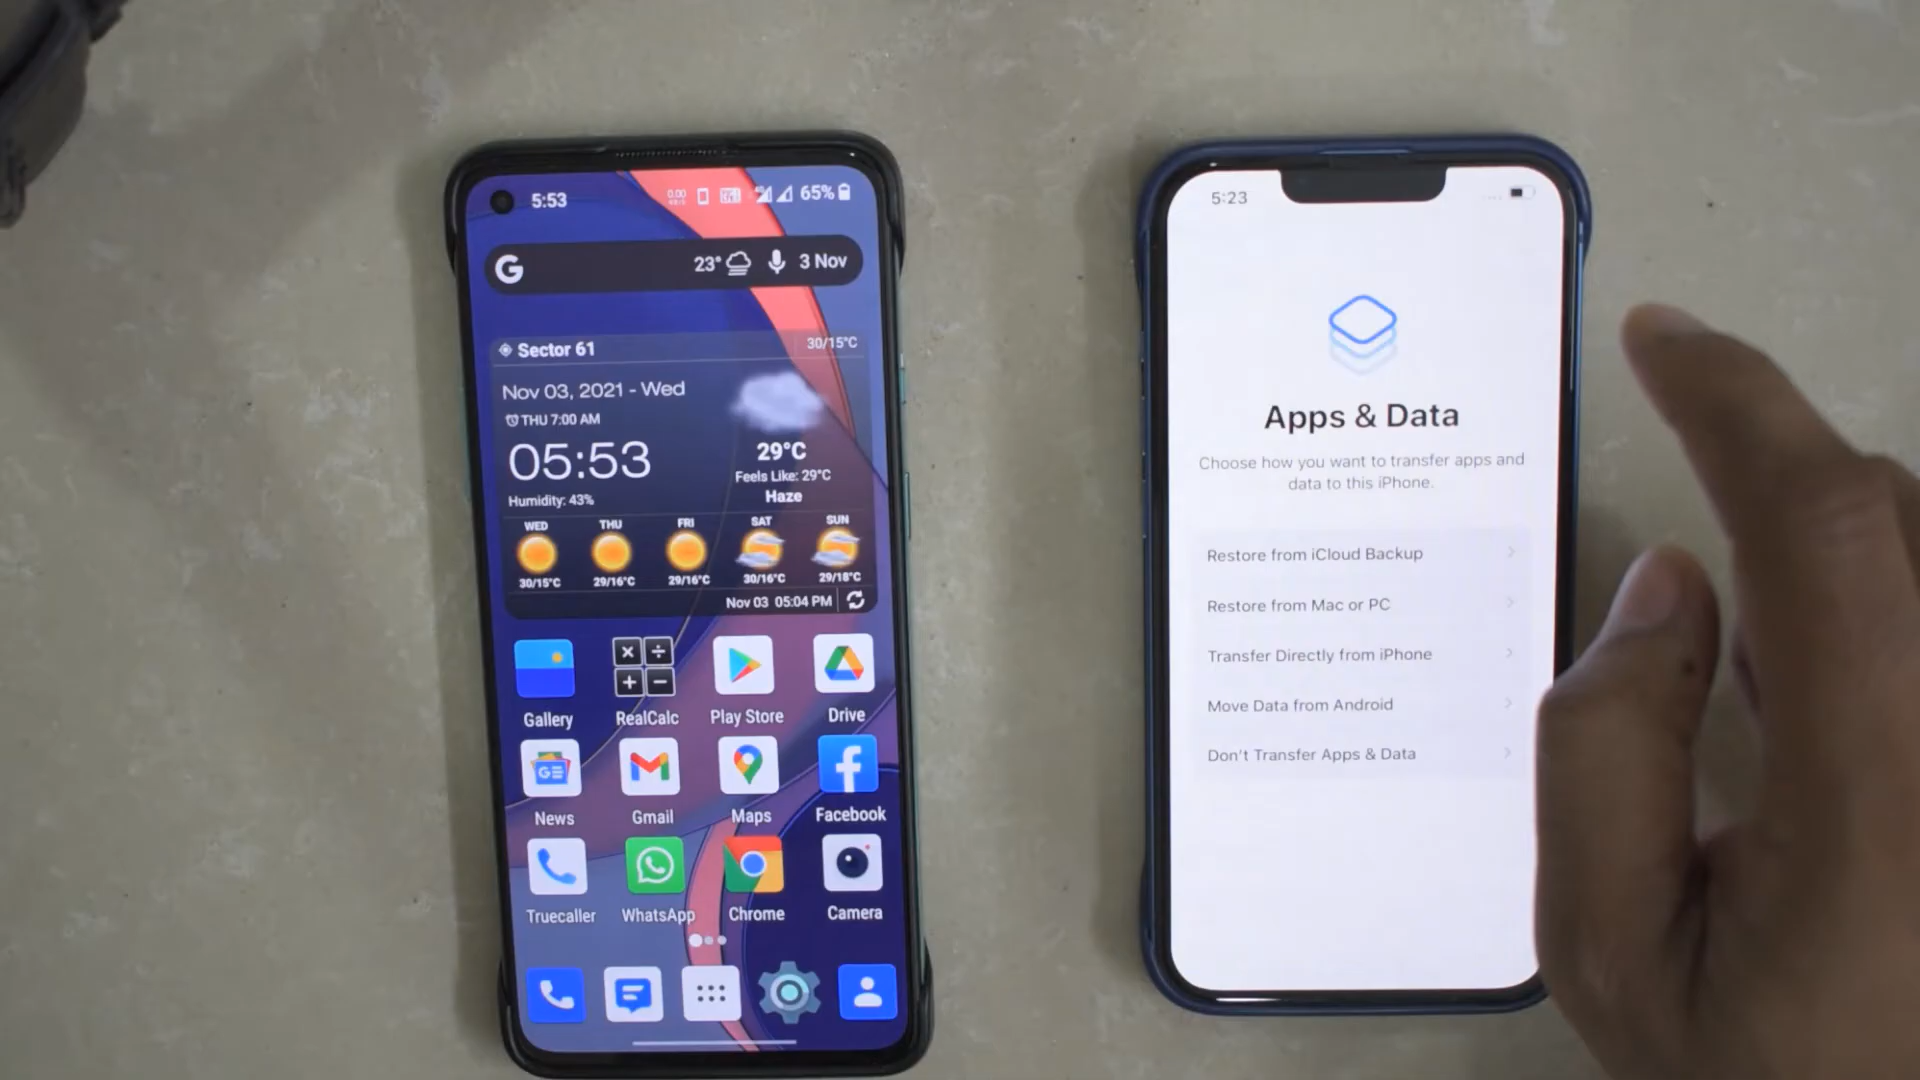 5:53
65%
G
23°
3 Nov
Sector 61
30/15°C
Nov 03, 2021 - Wed
THU 7:00 AM
05:53
29°C
Feels Like: 29°C
Humidity: 43%
Haze
WED THU FRI SAT SUN
30/15°C 29/16°C 29/16°C 30/16°C 29/18°C
Nov 03 05:04 PM
Gallery RealCalc Play Store Drive
News Gmail Maps Facebook
Truecaller WhatsApp Chrome Camera
5:23
Apps & Data
Choose how you want to transfer apps and
data to this iPhone.
Restore from iCloud Backup
Restore from Mac or PC
Transfer Directly from iPhone
Move Data from Android
Don't Transfer Apps & Data